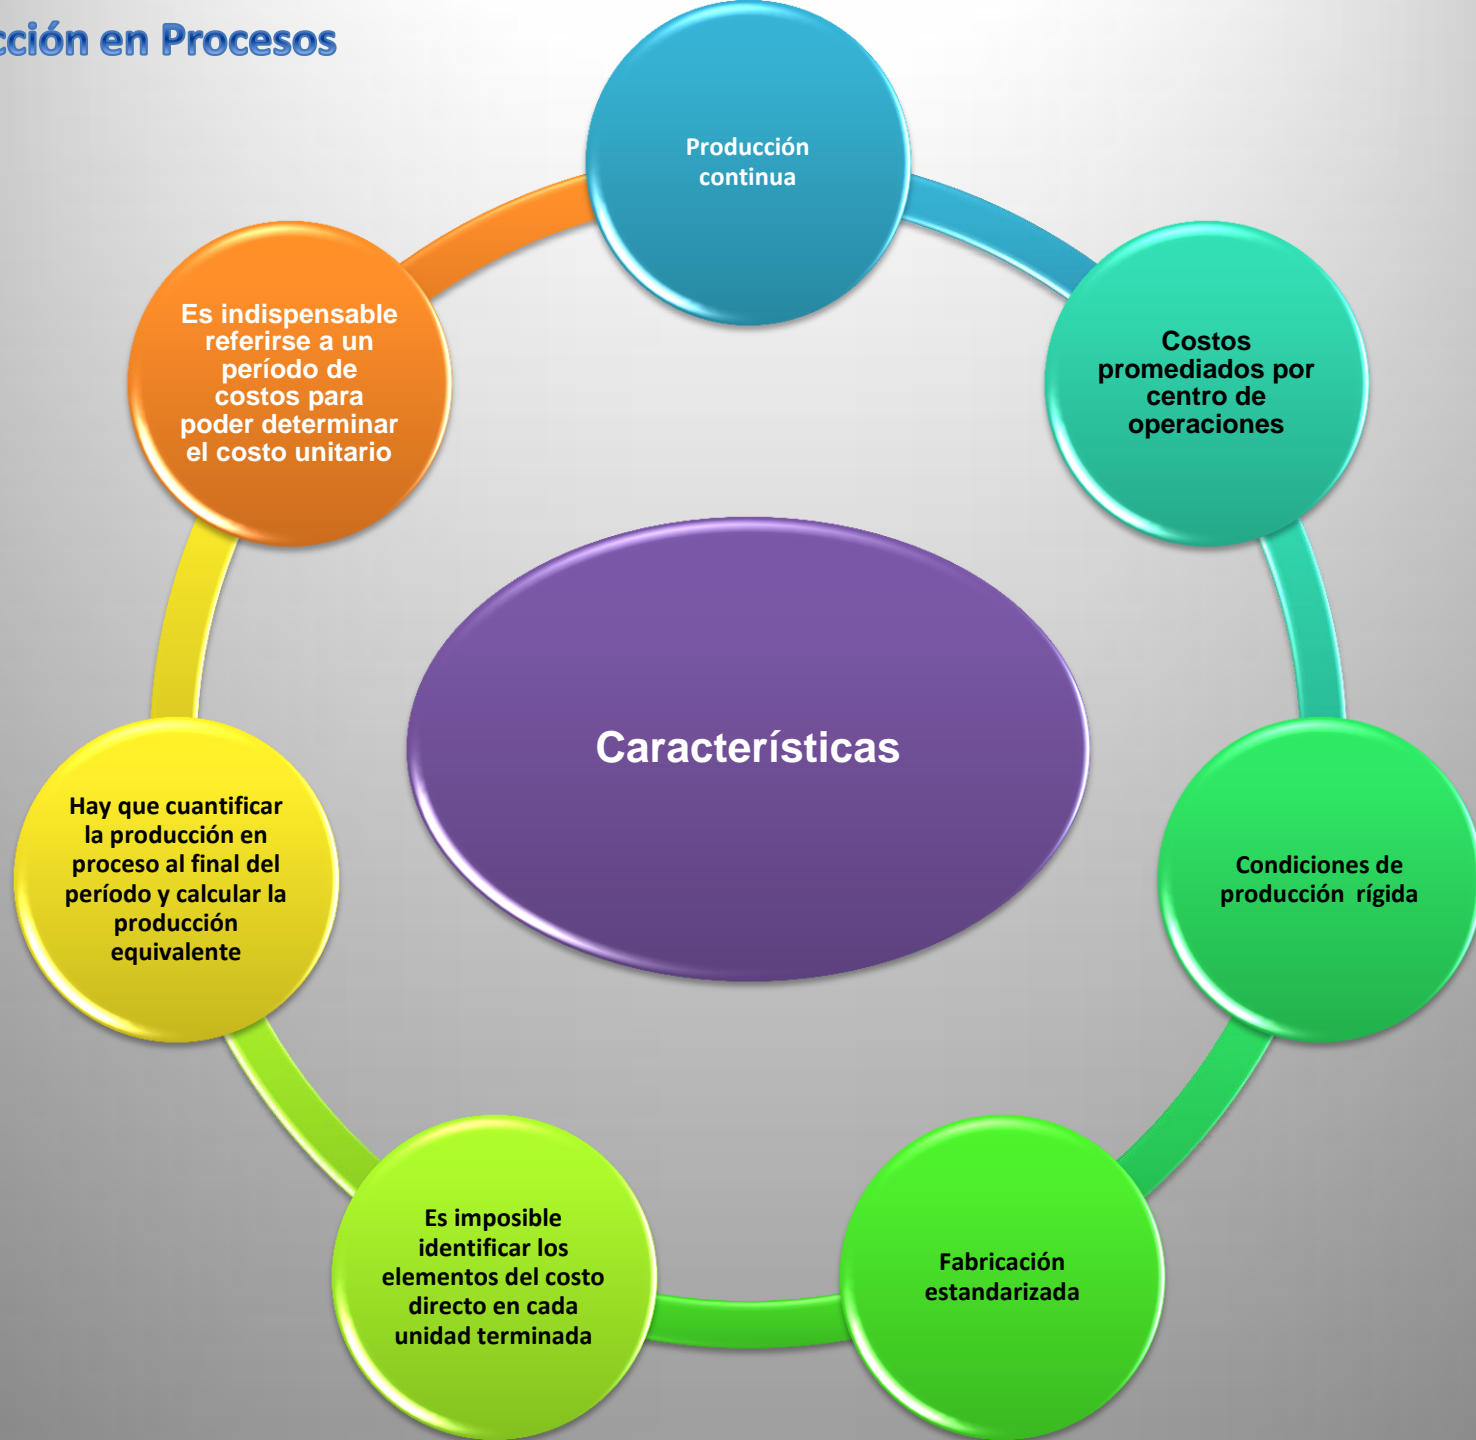 en Procesos
Producción
continua
Costos
promediados por
centro de
operaciones
Condiciones de
producción rígida
Fabricación
estandarizada
Es imposible
identificar los
elementos del costo
directo en cada
unidad terminada
Hay que cuantificar
la producción en
proceso al final del
período y calcular la
producción
equivalente
Es indispensable
referirse a un
período de
costos para
poder determinar
el costo unitario
Características